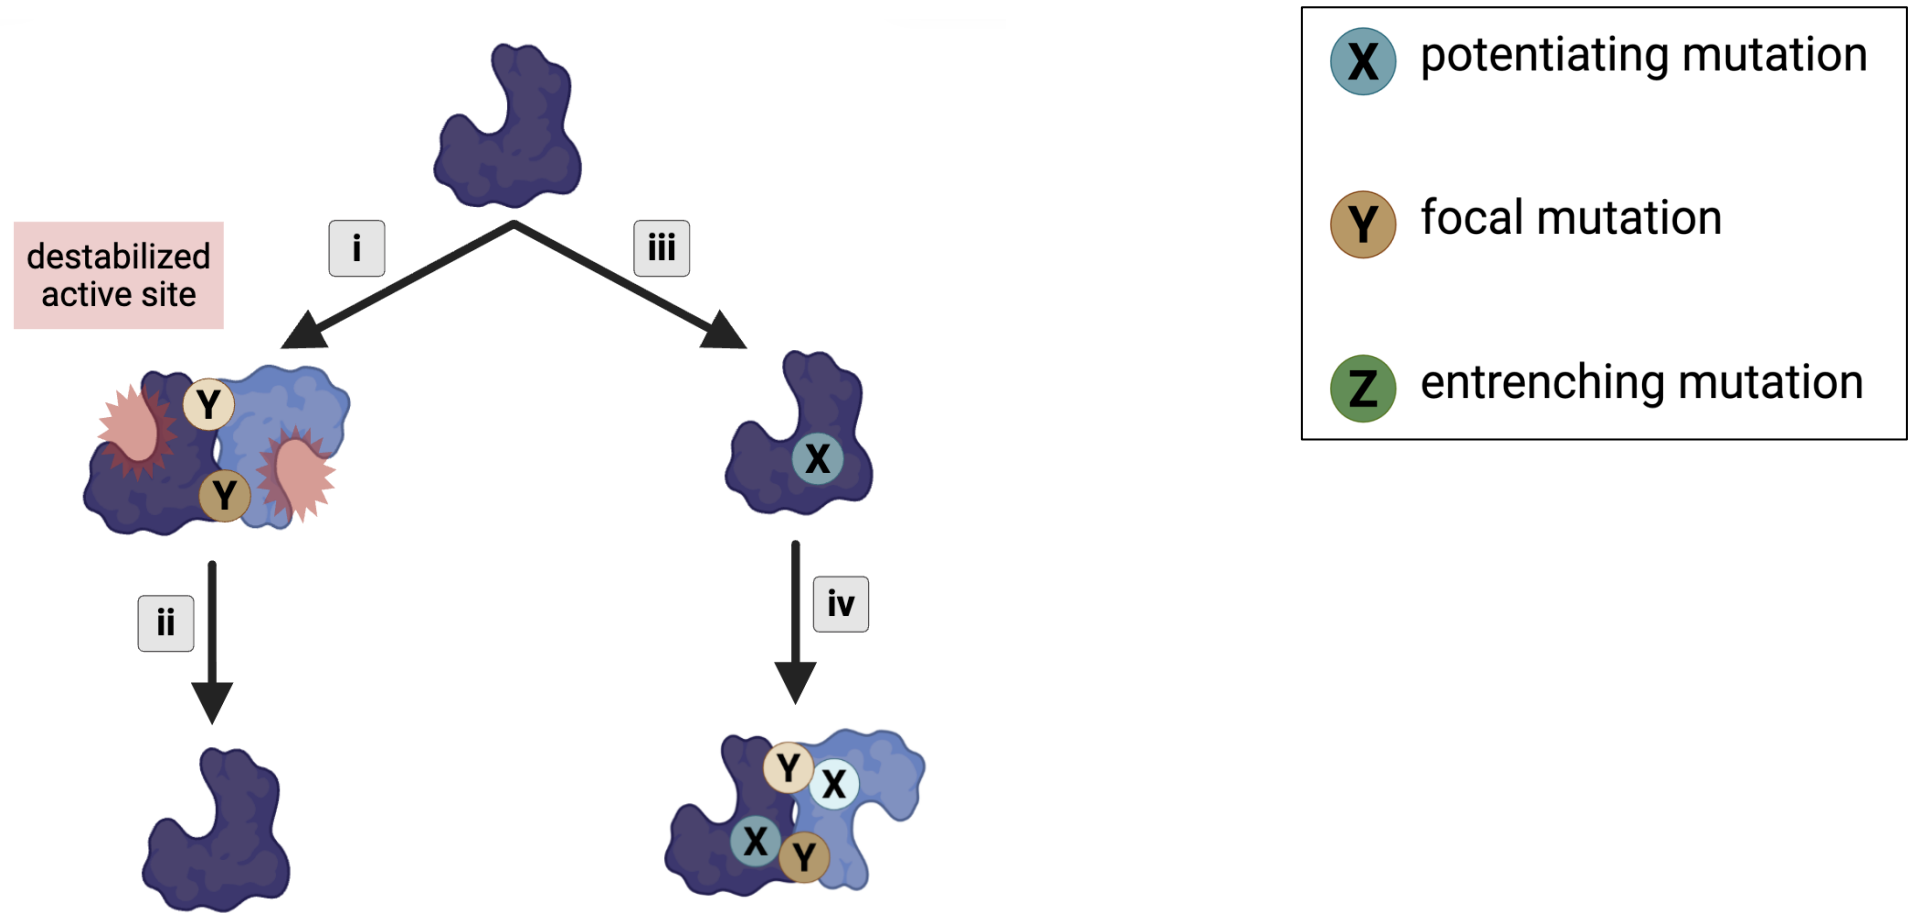 X potentiating mutation
Y focal mutation
Z entrenching mutation
i
iii
destabilized
active site
Y
Y
X
ii
iv
Y
X
X
Y